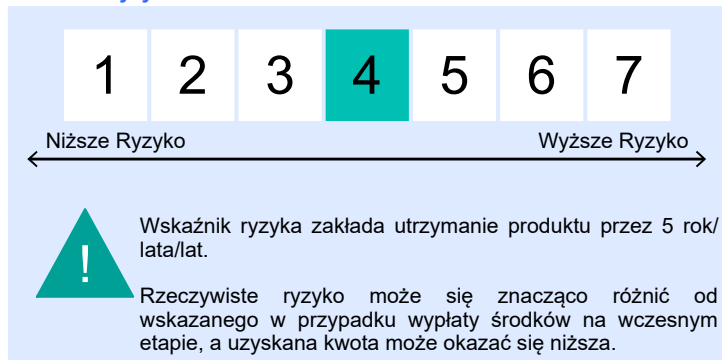 1 2 3 4 5 6 7
Niższe Ryzyko Wyższe Ryzyko
! Wskaźnik ryzyka zakłada utrzymanie produktu przez 5 rok/
lata/lat.
Rzeczywiste ryzyko może się znacząco różnić od
wskazanego w przypadku wypłaty środków na wczesnym
etapie, a uzyskana kwota może okazać się niższa.